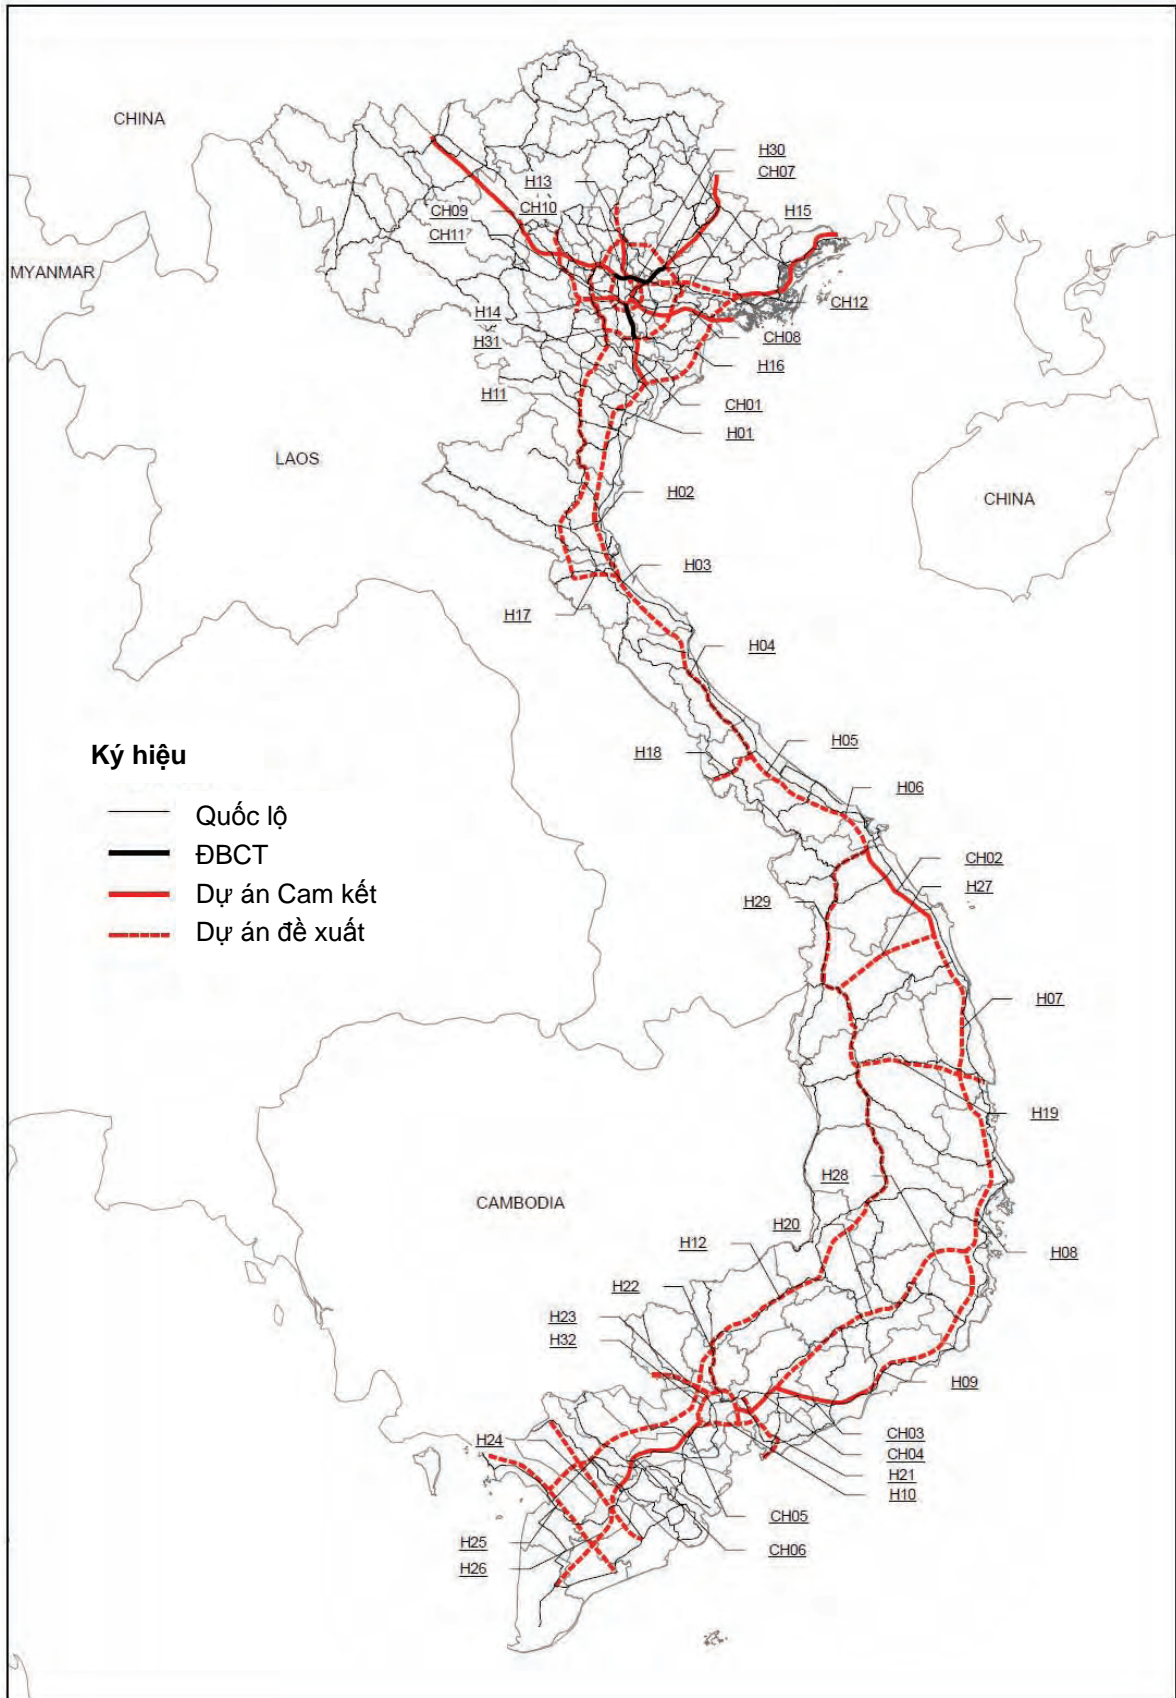 CHINA
H30
CH07
H13
CH09
CH10
H15
CH11
MYANMAR
H14
CH12
H31
CH08
H16
H11
CH01
H01
LAOS
H02
CHINA
H03
H17
H04
Ký hiệu
H18
H05
H06
Quốc lộ
ĐBCT
CH02
Dự án Cam kết
H27
H29
Dự án đề xuất
H07
H19
H28
CAMBODIA
H20
H12
H08
H22
H23
H32
H09
CH03
H24
CH04
H21
H10
CH05
H25
CH06
H26